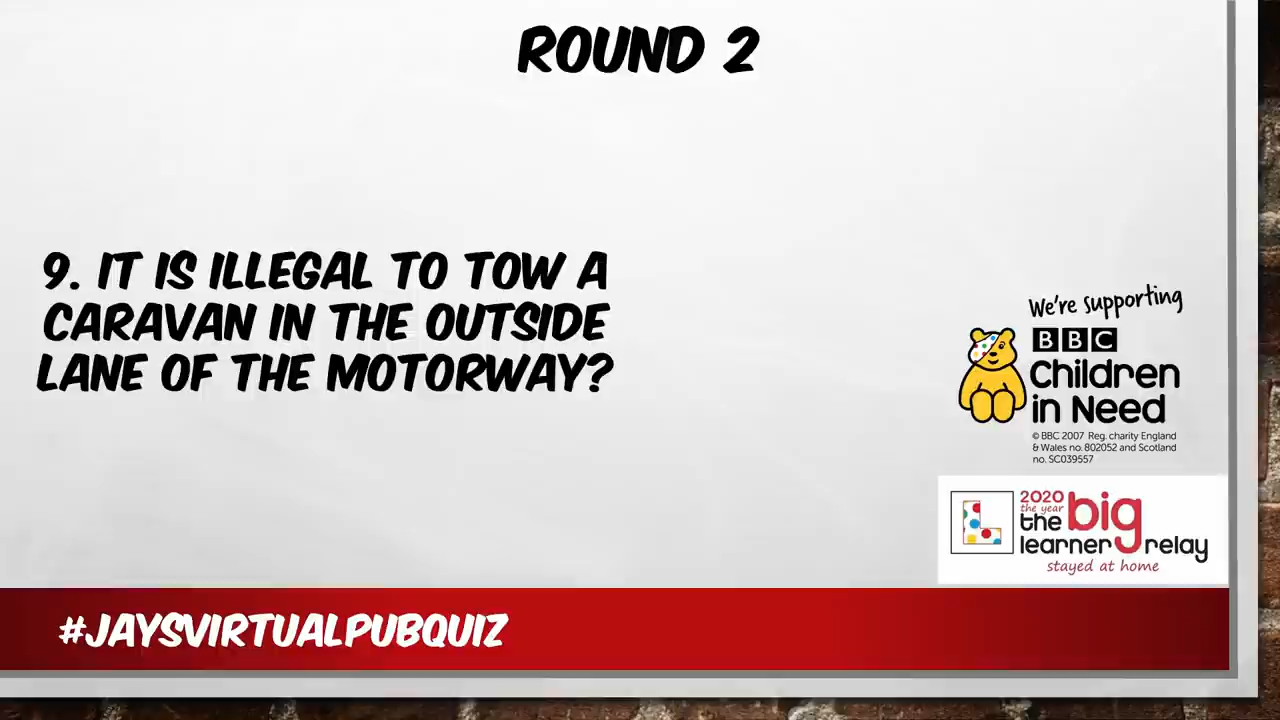 ROUND 2
9. IT IS ILLEGAL TO TOW A
CARAVAN IN THE OUTSIDE
LANE OF THE MOTORWAY?
We're supporting
BBC
Children
in Need
© BBC 2007 Reg. charity England
& Wales no. 802052 and Scotland
no. SC039557
2020
the year
the big
learner relay
stayed at home
#JAYSVIRTUALPUBQUIZ